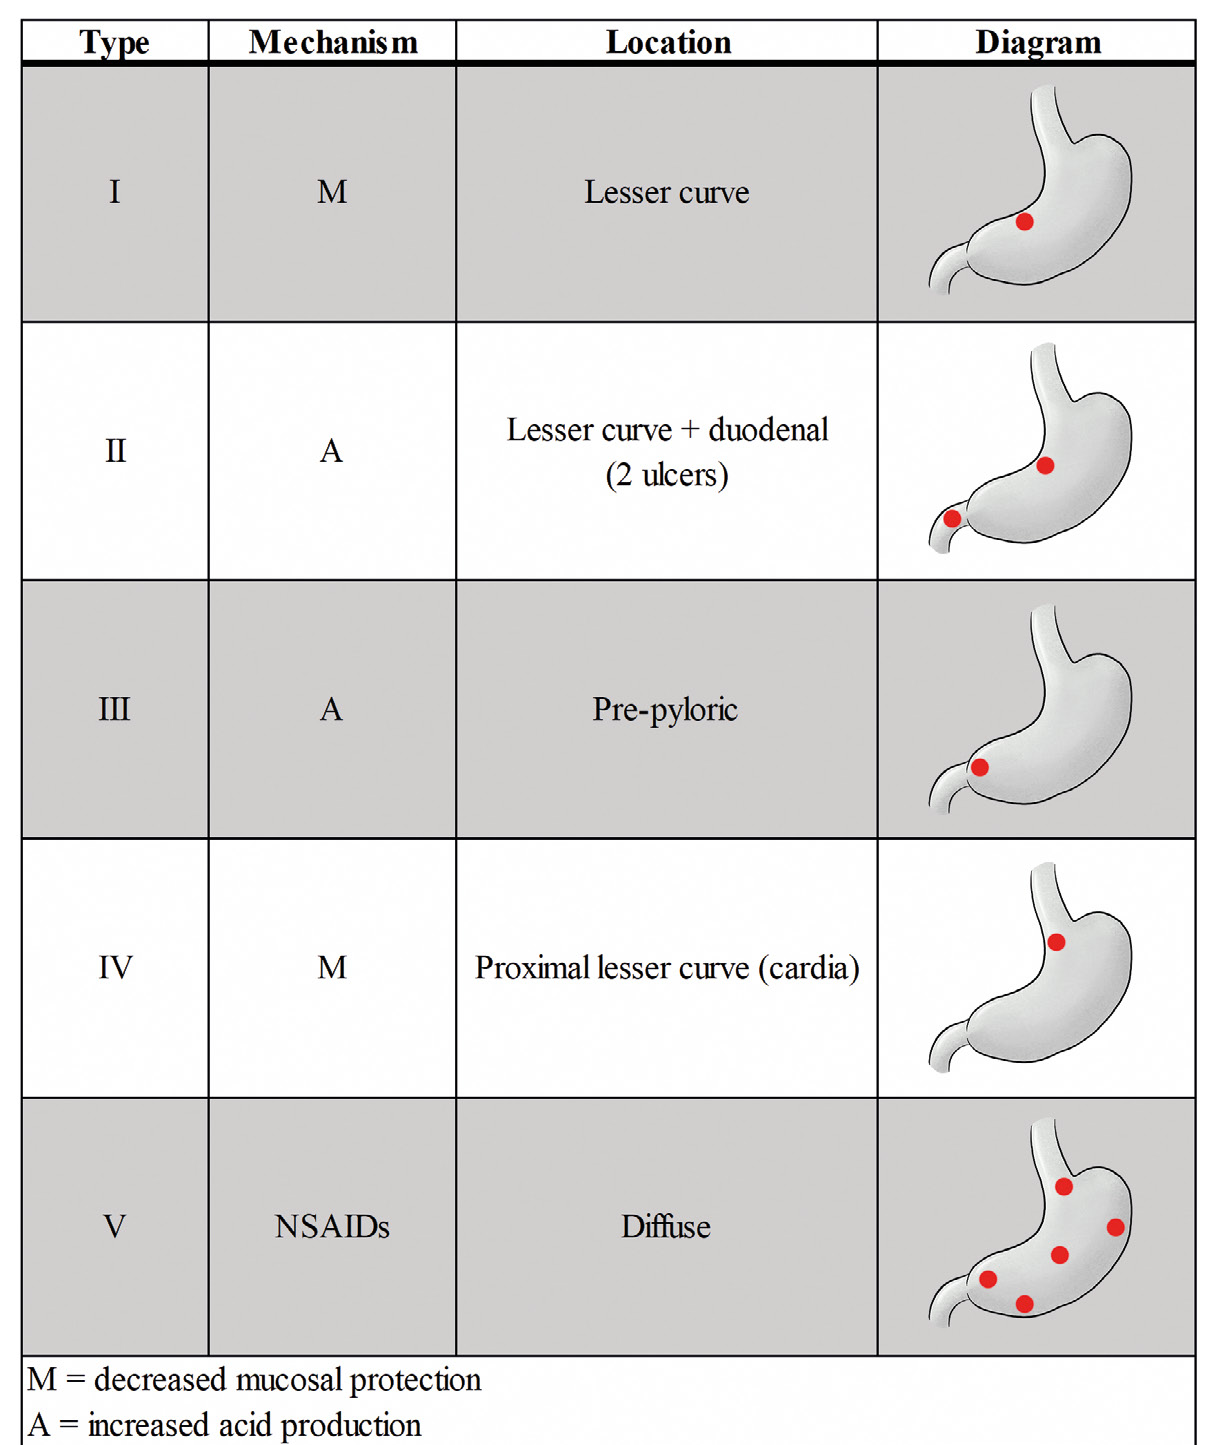 Type Mechanism Location Diagram
I M Lesser curve
II A Lesser curve + duodenal
(2 ulcers)
III A Pre-pyloric
IV M Proximal lesser curve (cardia)
V NSAIDs Diffuse
M = decreased mucosal protection
A = increased acid production